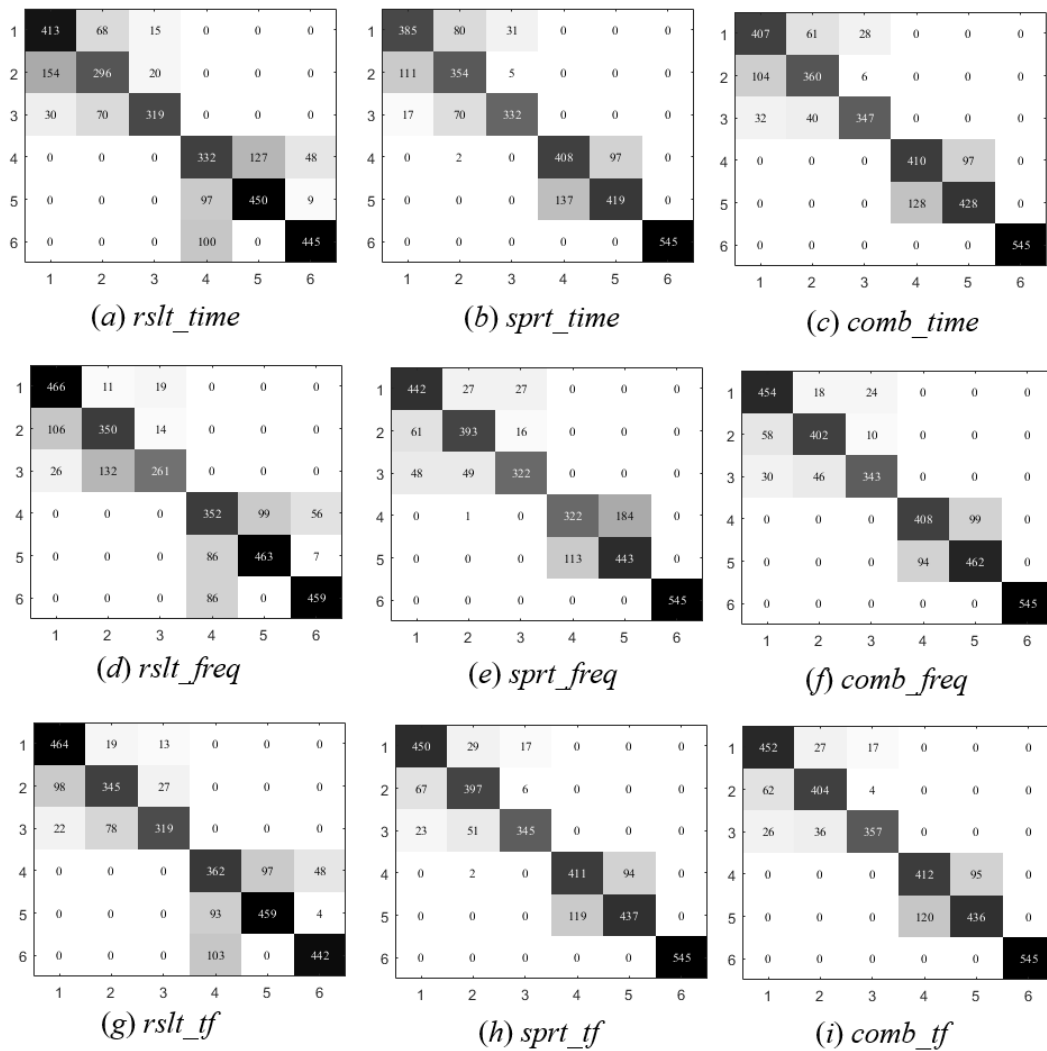 1 413 68 15 0 0 0
2 154 296 20 0 0 0
3 30 70 319 0 0 0
4 0 0 0 332 127 48
5 0 0 0 97 450 9
6 0 0 0 100 0 445
1 2 3 4 5 6
(a) rslt_time
1 385 80 31 0 0 0
2 111 354 5 0 0 0
3 17 70 332 0 0 0
4 0 2 0 408 97 0
5 0 0 0 137 419 0
6 0 0 0 0 0 545
1 2 3 4 5 6
(b) sprt_time
1 407 61 28 0 0 0
2 104 360 6 0 0 0
3 32 40 347 0 0 0
4 0 0 0 410 97 0
5 0 0 0 128 428 0
6 0 0 0 0 0 545
1 2 3 4 5 6
(c) comb_time
1 466 11 19 0 0 0
2 106 350 14 0 0 0
3 26 132 261 0 0 0
4 0 0 0 352 99 56
5 0 0 0 86 463 7
6 0 0 0 86 0 459
1 2 3 4 5 6
(d) rslt_freq
1 442 27 27 0 0 0
2 61 393 16 0 0 0
3 48 49 322 0 0 0
4 0 1 0 322 184 0
5 0 0 0 113 443 0
6 0 0 0 0 0 545
1 2 3 4 5 6
(e) sprt_freq
1 454 18 24 0 0 0
2 58 402 10 0 0 0
3 30 46 343 0 0 0
4 0 0 0 408 99 0
5 0 0 0 94 462 0
6 0 0 0 0 0 545
1 2 3 4 5 6
(f) comb_freq
1 464 19 13 0 0 0
2 98 345 27 0 0 0
3 22 78 319 0 0 0
4 0 0 0 362 97 48
5 0 0 0 93 459 4
6 0 0 0 103 0 442
1 2 3 4 5 6
(g) rslt_tf
1 450 29 17 0 0 0
2 67 397 6 0 0 0
3 23 51 345 0 0 0
4 0 2 0 411 94 0
5 0 0 0 119 437 0
6 0 0 0 0 0 545
1 2 3 4 5 6
(h) sprt_tf
1 452 27 17 0 0 0
2 62 404 4 0 0 0
3 26 36 357 0 0 0
4 0 0 0 412 95 0
5 0 0 0 120 436 0
6 0 0 0 0 0 545
1 2 3 4 5 6
(i) comb_tf